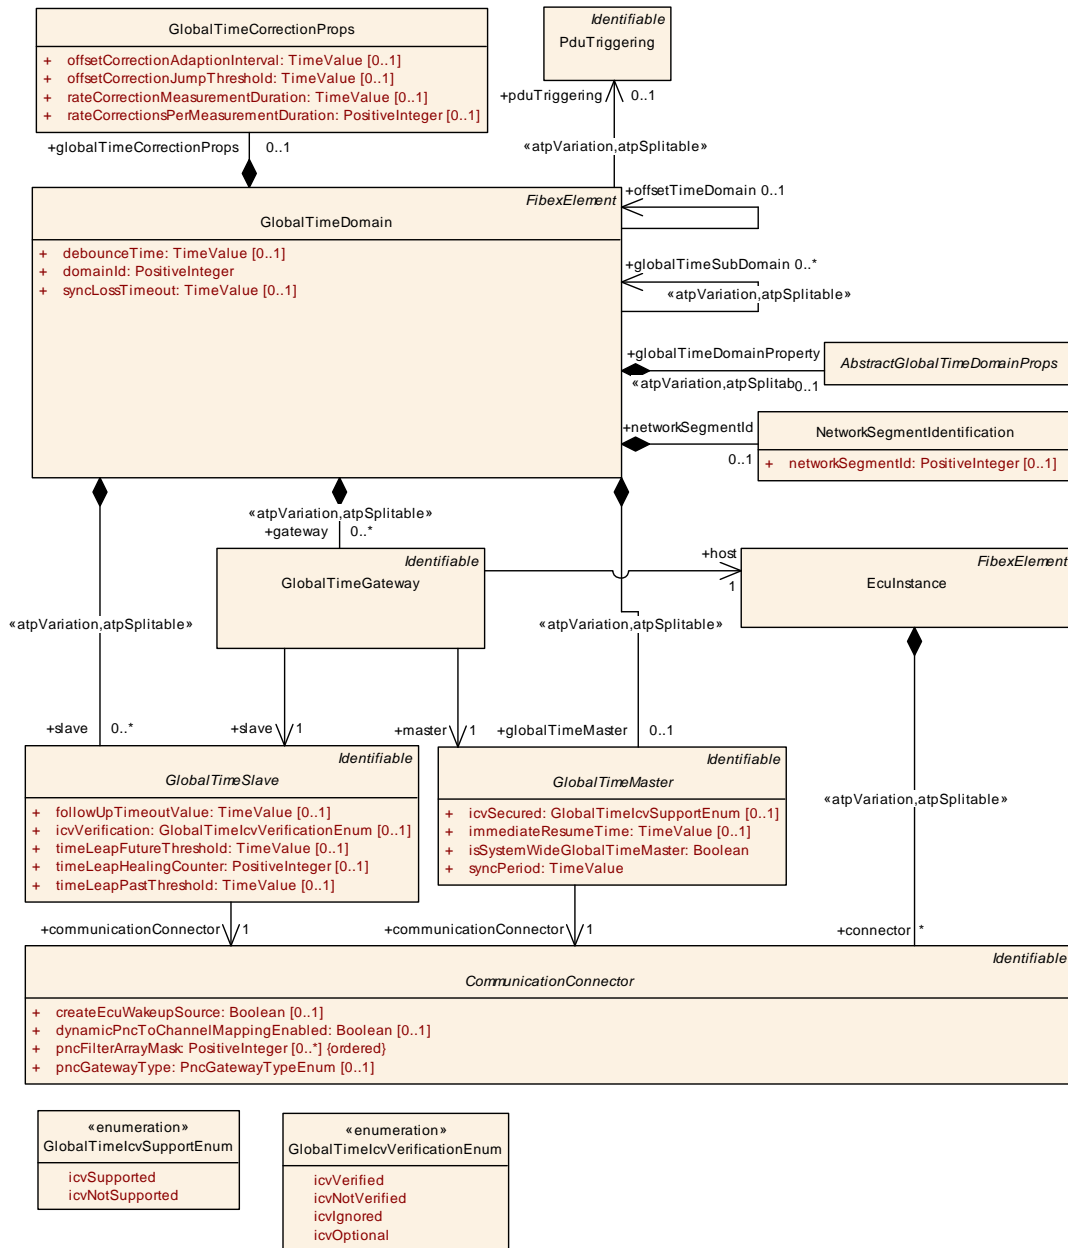 GlobalTimeCorrectionProps
+ offsetCorrectionAdaptionInterval: TimeValue [0..1]
+ offsetCorrectionJumpThreshold: TimeValue [0..1]
+ rateCorrectionMeasurementDuration: TimeValue [0..1]
+ rateCorrectionsPerMeasurementDuration: PositiveInteger [0..1]
Identifiable
PduTriggering
+pduTriggering 0..1
«atpVariation,atpSplitable»
+globalTimeCorrectionProps 0..1
FibexElement
GlobalTimeDomain
+ debounceTime: TimeValue [0..1]
+ domainId: PositiveInteger
+ syncLossTimeout: TimeValue [0..1]
+offsetTimeDomain 0..1
+globalTimeSubDomain 0..*
«atpVariation,atpSplitable»
+globalTimeDomainProperty
«atpVariation,atpSplitab
0..1
AbstractGlobalTimeDomainProps
+networkSegmentId
0..1
NetworkSegmentIdentification
+ networkSegmentId: PositiveInteger [0..1]
«atpVariation,atpSplitable»
+gateway 0..*
Identifiable
GlobalTimeGateway
+host
1
FibexElement
EcuInstance
«atpVariation,atpSplitable»
«atpVariation,atpSplitable»
+slave 0..*
+slave 1
+master 1
+globalTimeMaster 0..1
Identifiable
GlobalTimeSlave
+ followUpTimeoutValue: TimeValue [0..1]
+ icvVerification: GlobalTimeIcvVerificationEnum [0..1]
+ timeLeapFutureThreshold: TimeValue [0..1]
+ timeLeapHealingCounter: PositiveInteger [0..1]
+ timeLeapPastThreshold: TimeValue [0..1]
Identifiable
GlobalTimeMaster
+ icvSecured: GlobalTimeIcvSupportEnum [0..1]
+ immediateResumeTime: TimeValue [0..1]
+ isSystemWideGlobalTimeMaster: Boolean
+ syncPeriod: TimeValue
«atpVariation,atpSplitable»
+communicationConnector 1
+communicationConnector 1
+connector *
Identifiable
CommunicationConnector
+ createEcuWakeupSource: Boolean [0..1]
+ dynamicPncToChannelMappingEnabled: Boolean [0..1]
+ pncFilterArrayMask: PositiveInteger [0..*] {ordered}
+ pncGatewayType: PncGatewayTypeEnum [0..1]
«enumeration»
GlobalTimeIcvSupportEnum
icvSupported
icvNotSupported
«enumeration»
GlobalTimeIcvVerificationEnum
icvVerified
icvNotVerified
icvIgnored
icvOptional